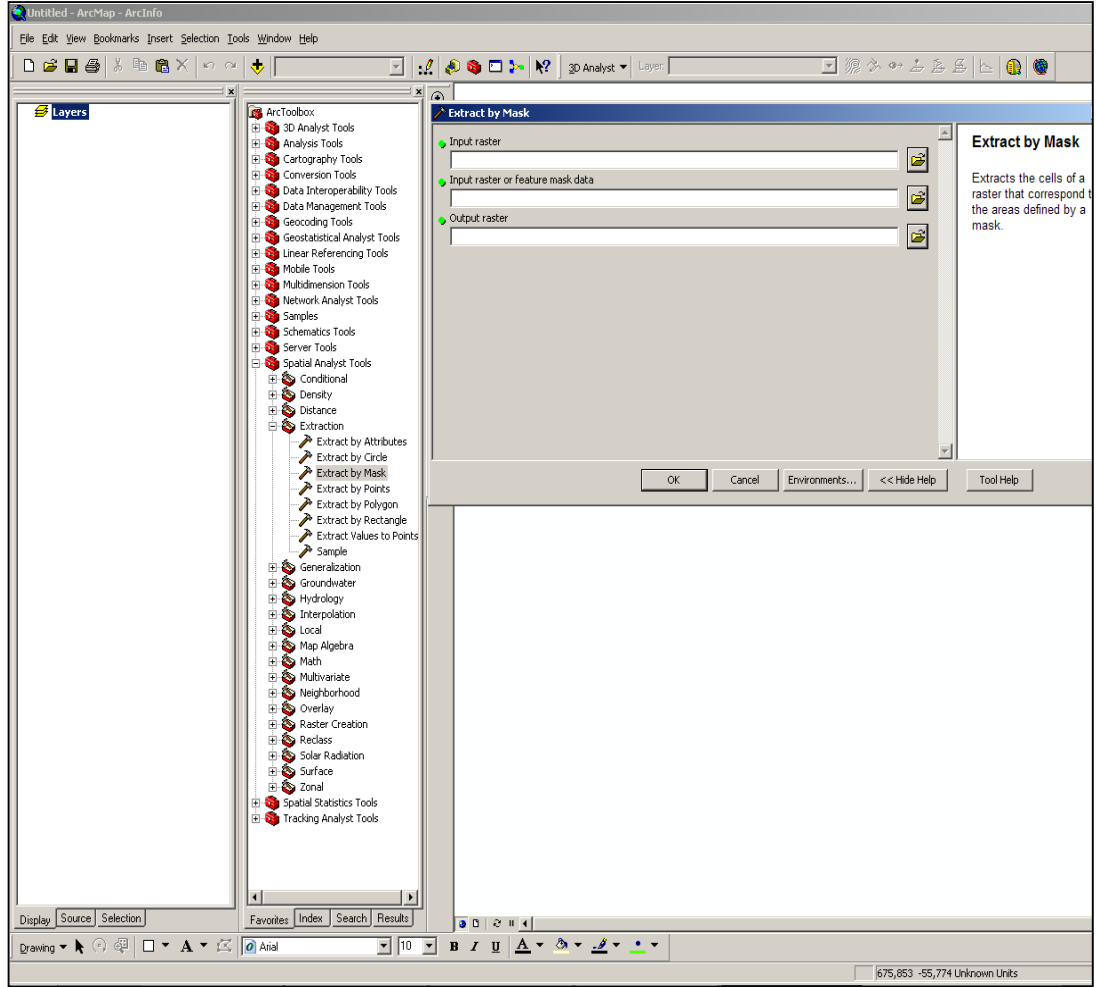 Untitled - ArcMap - ArcInfo
File Edit View Bookmarks Insert Selection Tools Window Help
3D Analyst Layer:
Layers
ArcToolbox
3D Analyst Tools
Analysis Tools
Cartography Tools
Conversion Tools
Data Interoperability Tools
Data Management Tools
Geocoding Tools
Geostatistical Analyst Tools
Linear Referencing Tools
Mobile Tools
Multidimension Tools
Network Analyst Tools
Samples
Schematics Tools
Server Tools
Spatial Analyst Tools
Conditional
Density
Distance
Extraction
Extract by Attributes
Extract by Circle
Extract by Mask
Extract by Points
Extract by Polygon
Extract by Rectangle
Extract Values to Points
Sample
Generalization
Groundwater
Hydrology
Interpolation
Local
Map Algebra
Math
Multivariate
Neighborhood
Overlay
Raster Creation
Reclass
Solar Radiation
Surface
Zonal
Spatial Statistics Tools
Tracking Analyst Tools
Extract by Mask
Input raster
Input raster or feature mask data
Output raster
OK Cancel Environments... << Hide Help Tool Help
Extract by Mask
Extracts the cells of a
raster that correspond t
the areas defined by a
mask.
Display Source Selection
Favorites Index Search Results
Drawing A Arial 10 B I U A
675,853 -55,774 Unknown Units